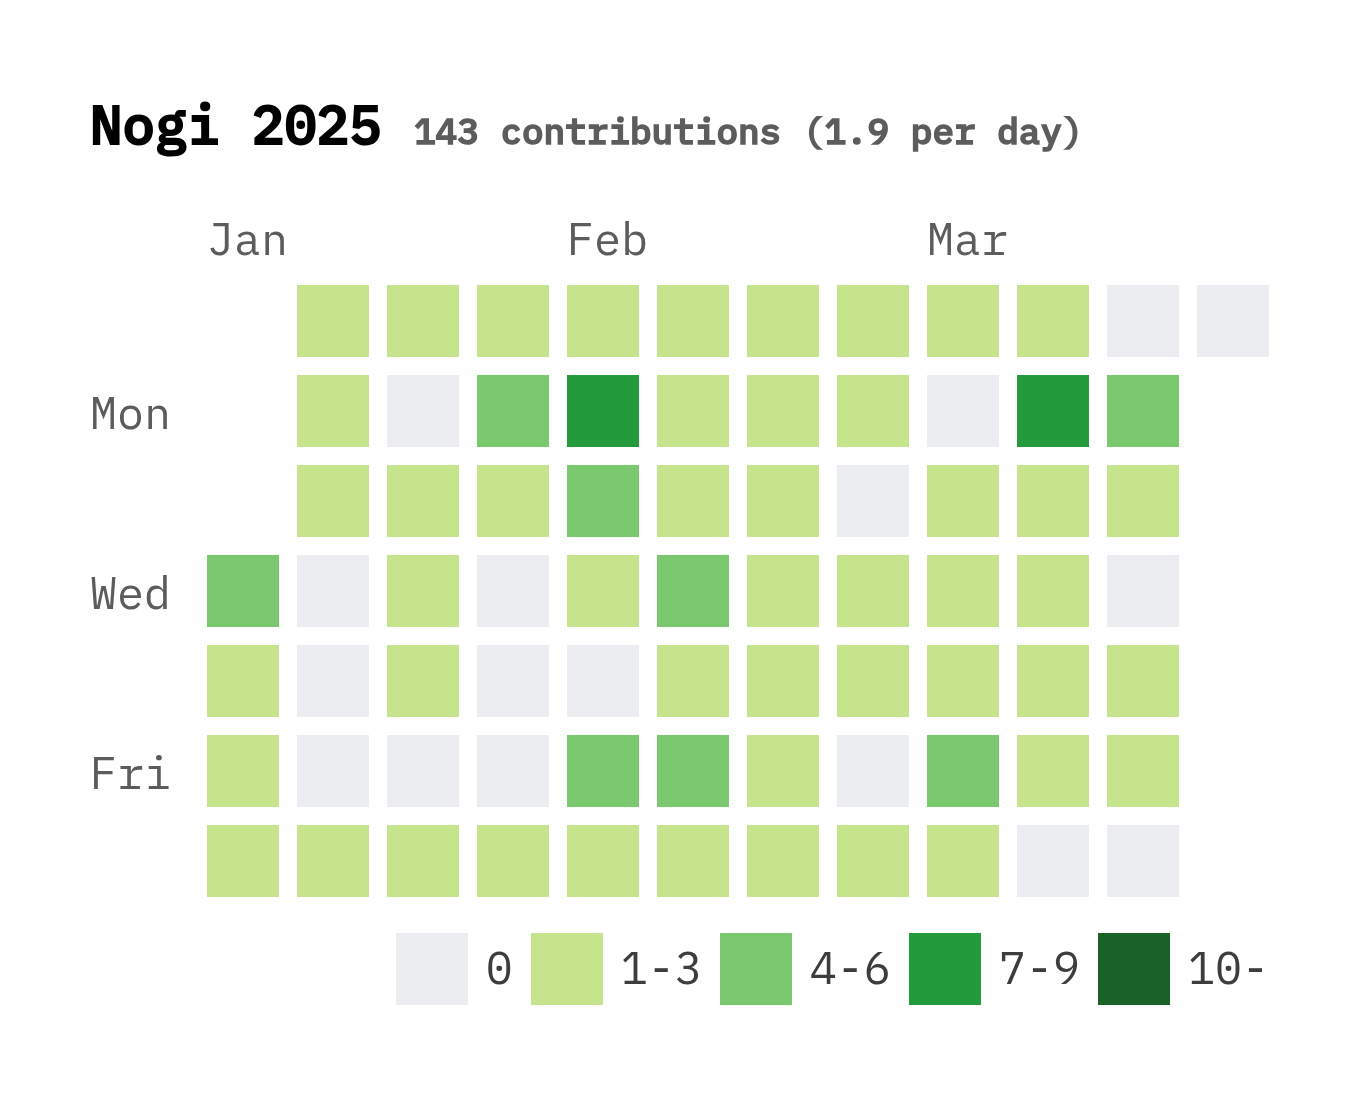 Nogi 2025 143 contributions (1.9 per day)
Jan Feb Mar
Mon
Wed
Fri
0 1-3 4-6 7-9 10-